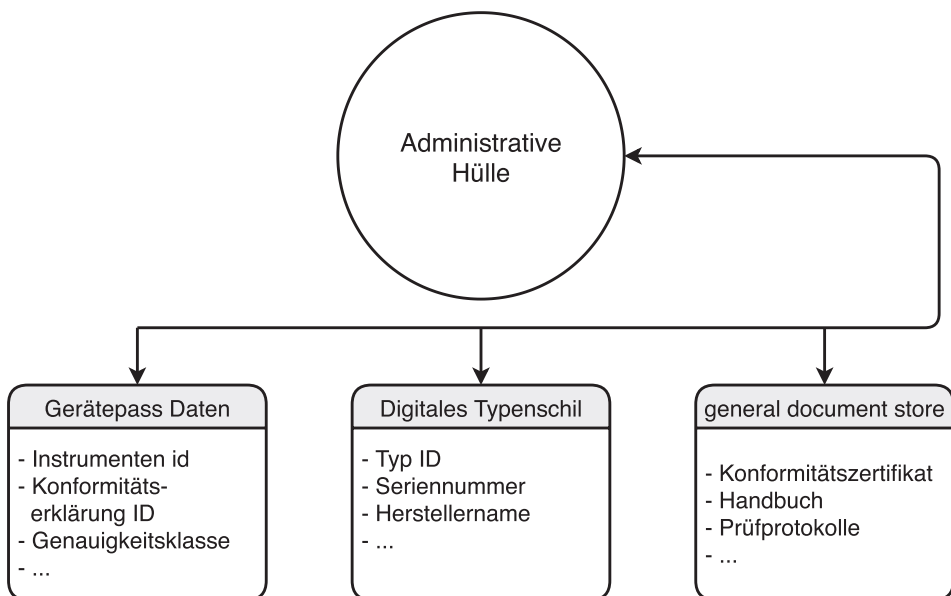 Administrative
Hülle
Gerätepass Daten
- Instrumenten id
- Konformitäts-
erklärung ID
- Genauigkeitsklasse
- ...
Digitales Typenschil
- Typ ID
- Seriennummer
- Herstellername
- ...
general document store
- Konformitätszertifikat
- Handbuch
- Prüfprotokolle
- ...